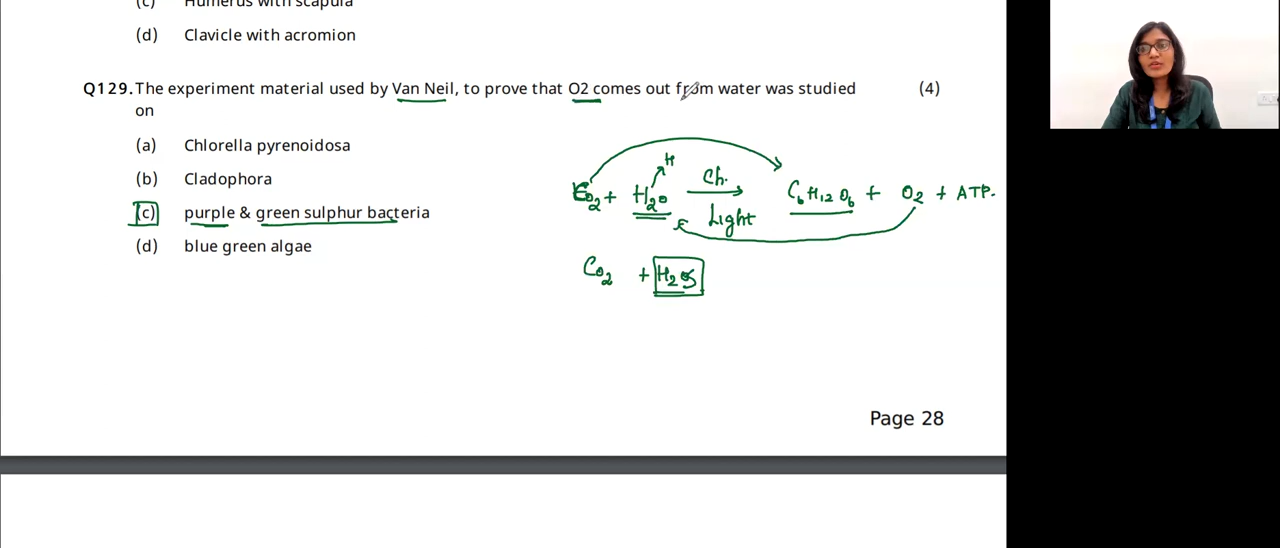 (c) Humerus with scapula
(d) Clavicle with acromion
Q129. The experiment material used by Van Neil, to prove that O2 comes out from water was studied (4)
on
(a) Chlorella pyrenoidosa
(b) Cladophora
(c) purple & green sulphur bacteria
(d) blue green algae
H
Ch.
CO2 + H2O → C6H12O6 + O2 + ATP.
Light
CO2 + H2S
Page 28